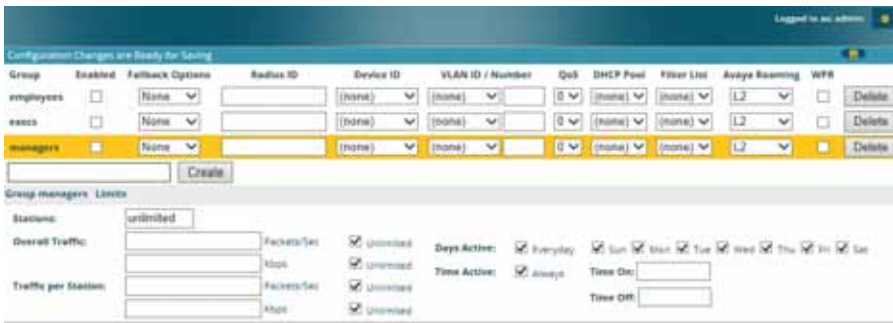 Logged in as: admin
Configuration Changes are Ready for Saving
Group Enabled Fallback Options Radius ID Device ID VLAN ID / Number QoS DHCP Pool Filter List Avaya Roaming WPR
employees None (none) (none) 0 (none) (none) L2 Delete
execs None (none) (none) 0 (none) (none) L2 Delete
managers None (none) (none) 0 (none) (none) L2 Delete
Create
Group managers Limits
Stations: unlimited
Overall Traffic: Packets/Sec Unlimited
Kbps Unlimited
Days Active: Everyday Sun Mon Tue Wed Thu Fri Sat
Time Active: Always Time On:
Traffic per Station: Packets/Sec Unlimited
Time Off:
Kbps Unlimited